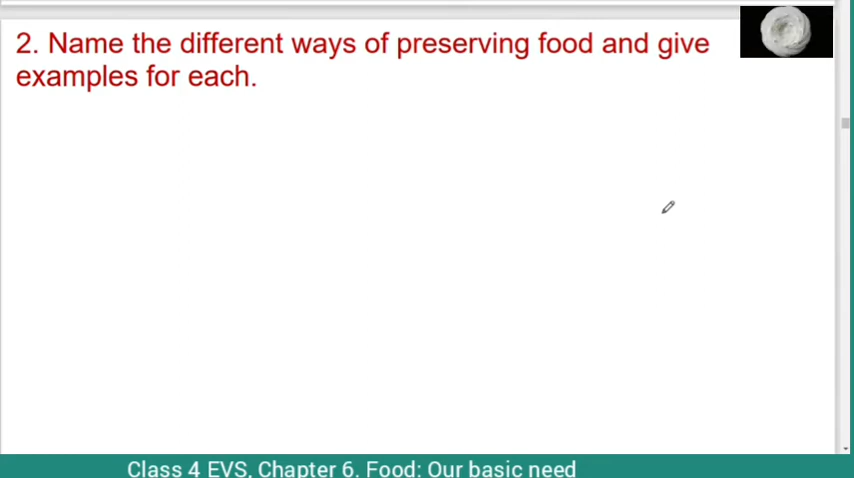 2. Name the different ways of preserving food and give
examples for each.
Class 4 EVS, Chapter 6. Food: Our basic need